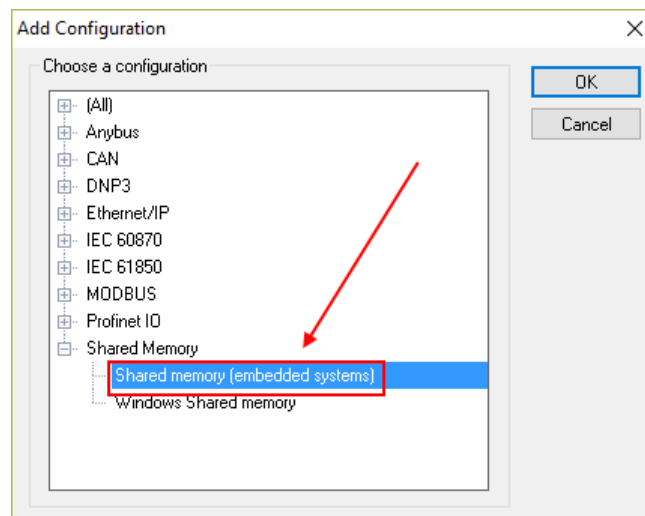 Add Configuration
Choose a configuration
OK
Cancel
(All)
Anybus
CAN
DNP3
Ethernet/IP
IEC 60870
IEC 61850
MODBUS
Profinet IO
Shared Memory
Shared memory (embedded systems)
Windows Shared memory